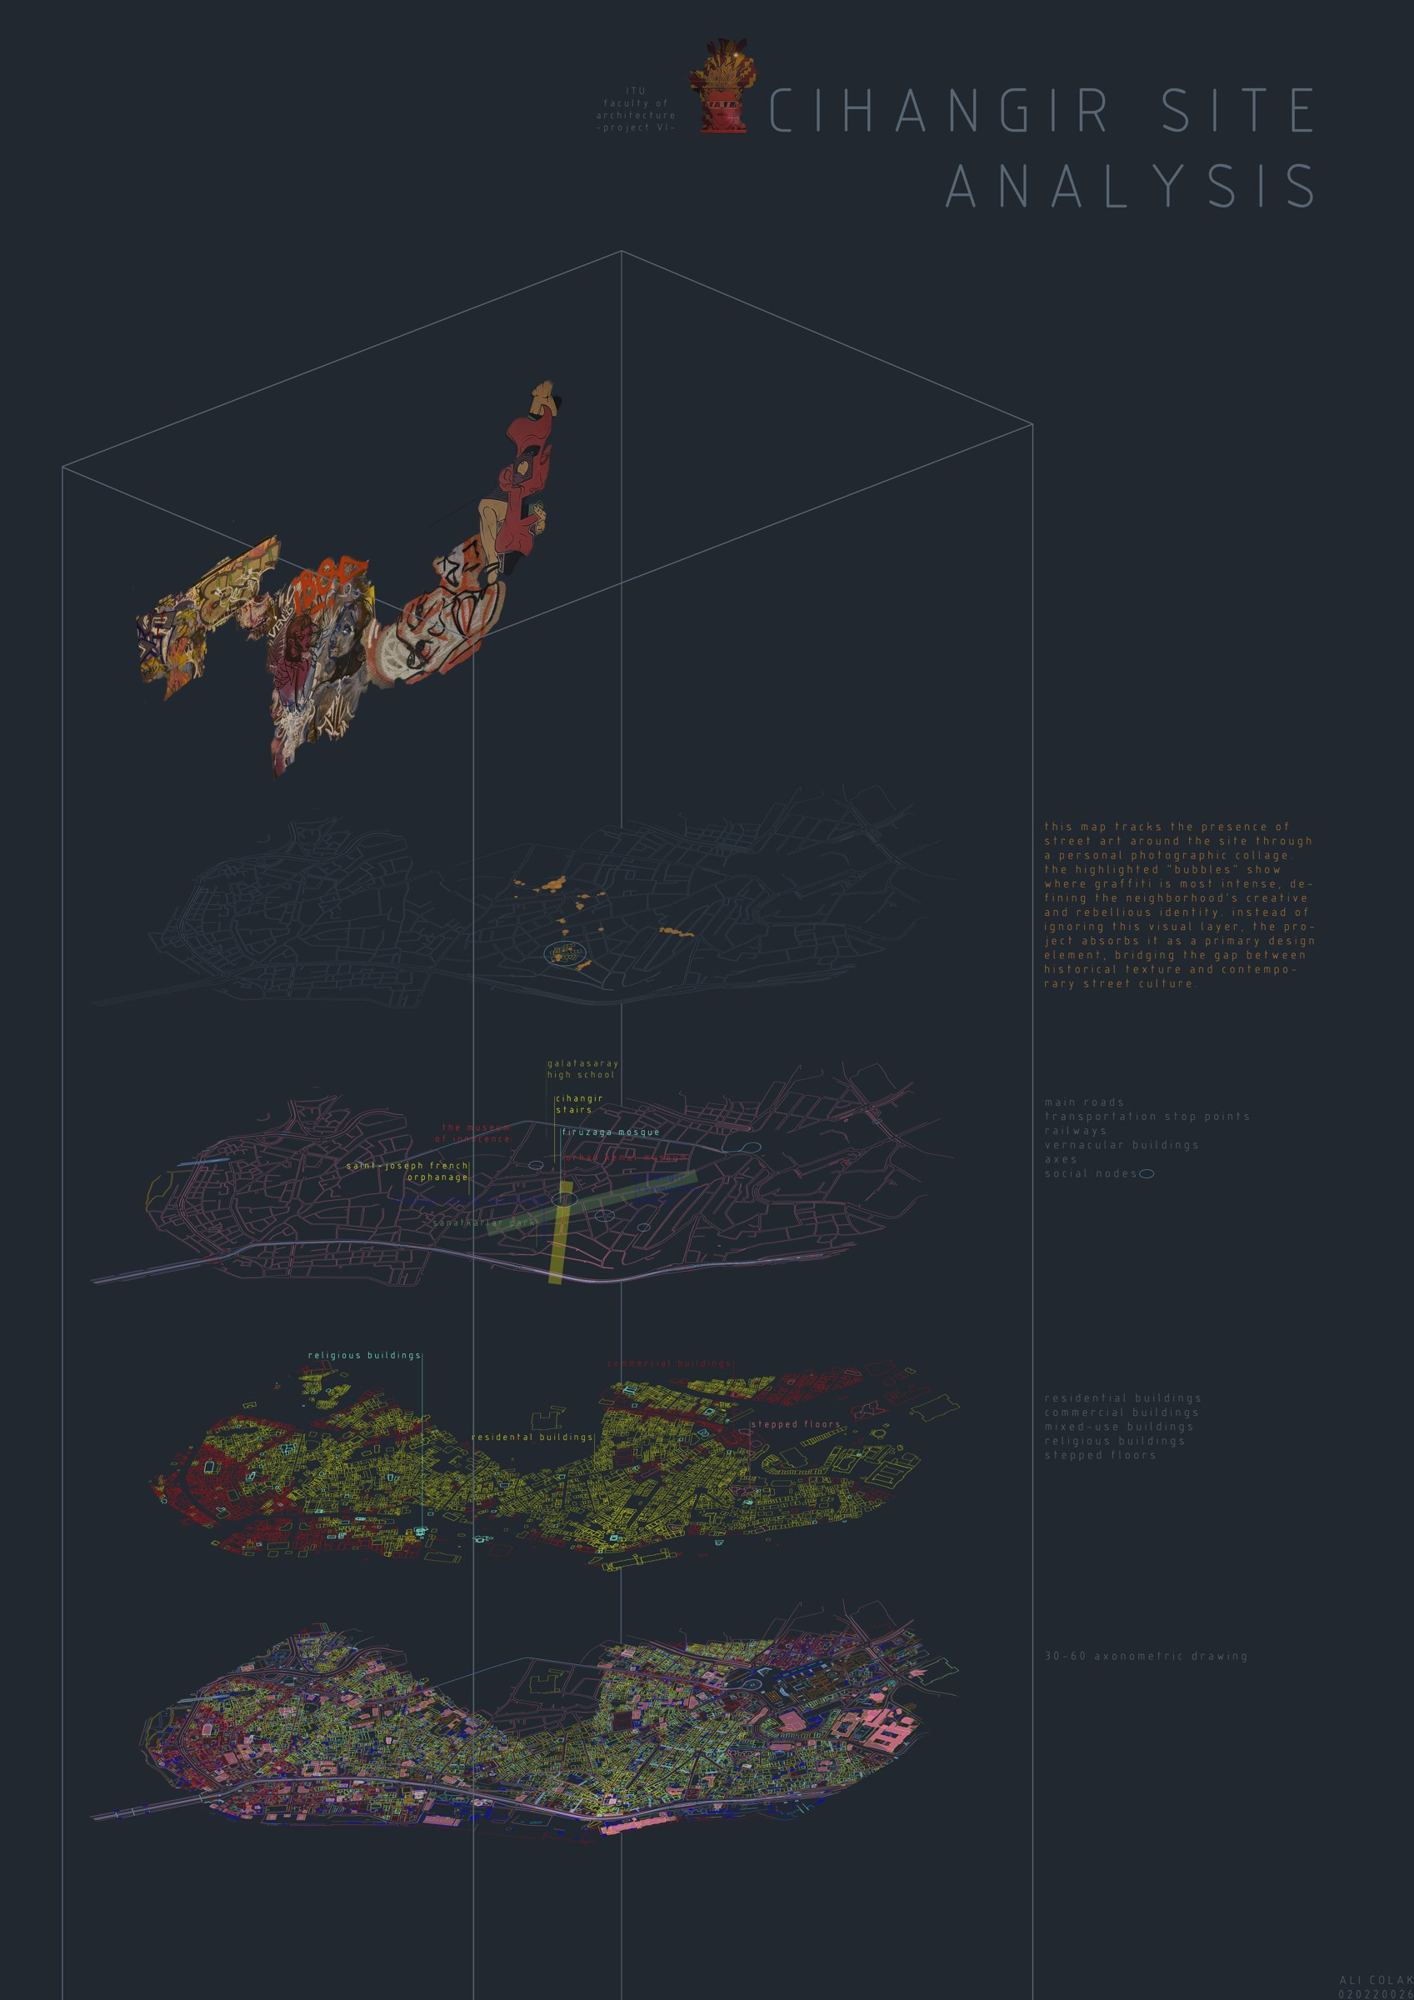 ITU
faculty of
architecture
-project VI-
CIHANGIR SITE
ANALYSIS
this map tracks the presence of
street art around the site through
a personal photographic collage.
the highlighted "bubbles" show
where graffiti is most intense, de-
fining the neighborhood's creative
and rebellious identity. instead of
ignoring this visual layer, the pro-
ject absorbs it as a primary design
element, bridging the gap between
historical texture and contempo-
rary street culture.
galatasaray
high school
cihangir
stairs
the museum
of innocence
firuzaga mosque
orhan kemal museum
saint-joseph french
orphanage
sanatkarlar park
main roads
transportation stop points
railways
vernacular buildings
axes
social nodes
religious buildings
commercial buildings
stepped floors
residental buildings
residential buildings
commercial buildings
mixed-use buildings
religious buildings
stepped floors
30-60 axonometric drawing
ALI COLAK
020220026
VENUS